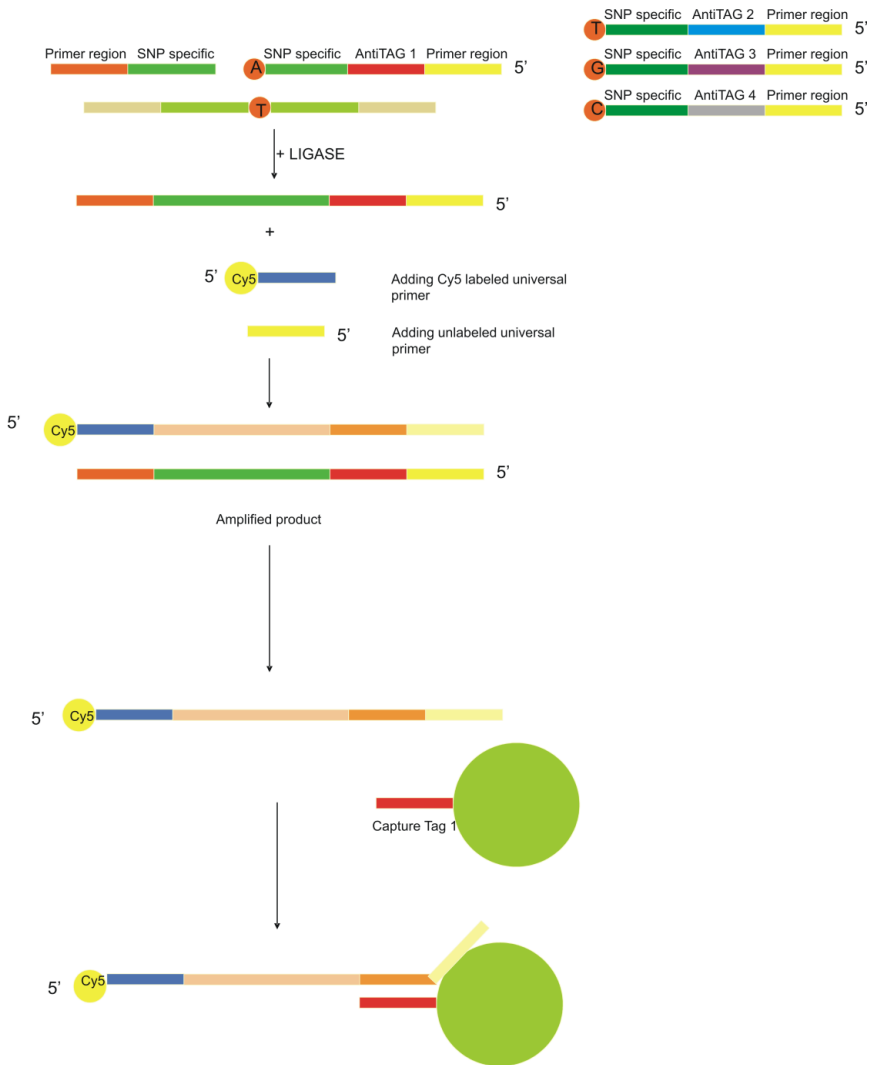 SNP specific AntiTAG 2 Primer region
T 5’
Primer region SNP specific SNP specific AntiTAG 1 Primer region
A 5’
SNP specific AntiTAG 3 Primer region
G 5’
SNP specific AntiTAG 4 Primer region
C 5’
T
+ LIGASE
5’
+
5’ Cy5 Adding Cy5 labeled universal
primer
5’ Adding unlabeled universal
primer
5’ Cy5
5’
Amplified product
5’ Cy5
Capture Tag 1
5’ Cy5